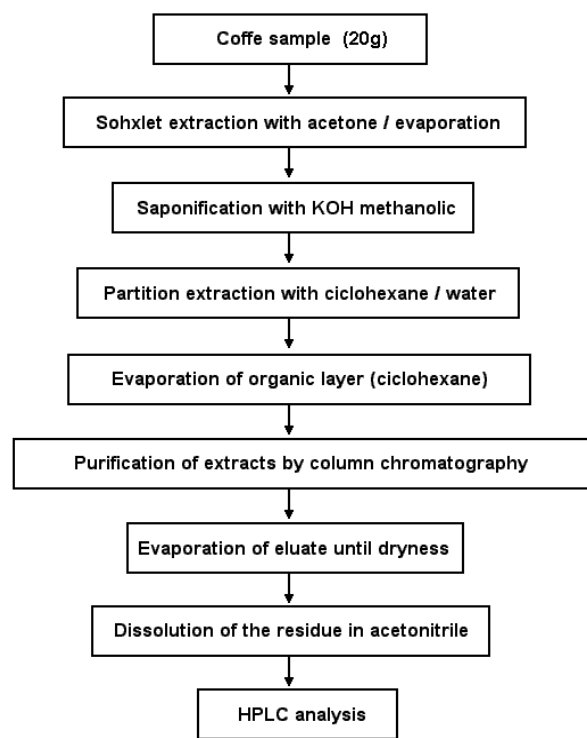 Coffe sample (20g)
Sohxlet extraction with acetone / evaporation
Saponification with KOH methanolic
Partition extraction with ciclohexane / water
Evaporation of organic layer (ciclohexane)
Purification of extracts by column chromatography
Evaporation of eluate until dryness
Dissolution of the residue in acetonitrile
HPLC analysis